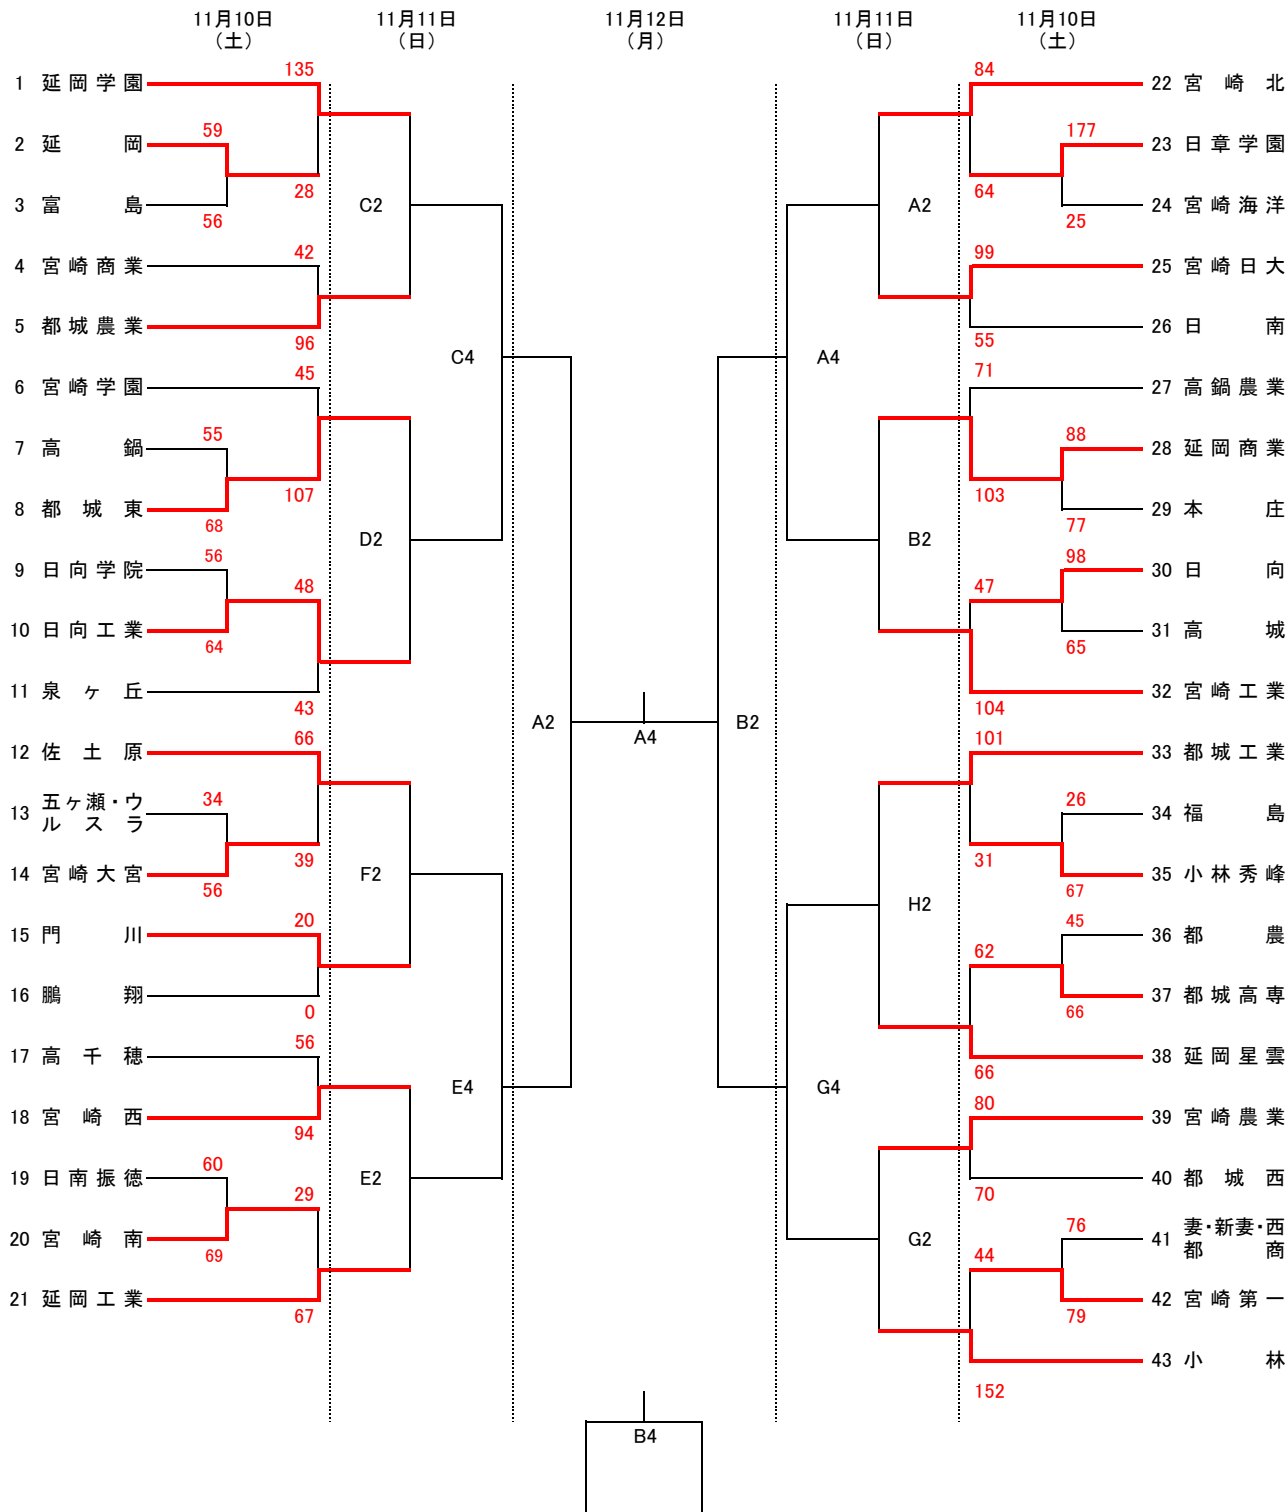 11月10日
（土）
11月11日
（日）
11月12日
（月）
11月11日
（日）
11月10日
（土）
135
1 延岡学園
59
2 延岡
28
3 富島
56
C2
42
4 宮崎商業
5 都城農業
96
C4
45
6 宮崎学園
55
7 高鍋
107
8 都城東
68
D2
56
9 日向学院
48
10 日向工業
64
11 泉ヶ丘
43
A2
66
12 佐土原
34
13 五ヶ瀬・ウ
ルスラ
39
14 宮崎大宮
56
F2
20
15 門川
16 鵬翔
0
56
17 高千穂
E4
18 宮崎西
94
60
19 日南振徳
29
E2
20 宮崎南
69
21 延岡工業
67
A4
B4
84
22 宮崎北
177
23 日章学園
64
24 宮崎海洋
25
A2
99
25 宮崎日大
26 日南
55
A4
71
27 高鍋農業
88
28 延岡商業
103
29 本庄
77
B2
98
30 日向
47
31 高城
65
32 宮崎工業
104
B2
101
33 都城工業
26
34 福島
31
35 小林秀峰
67
H2
45
36 都農
62
37 都城高専
66
38 延岡星雲
66
G4
80
39 宮崎農業
40 都城西
70
76
41 妻・新妻・西
都商
G2
44
42 宮崎第一
79
43 小林
152